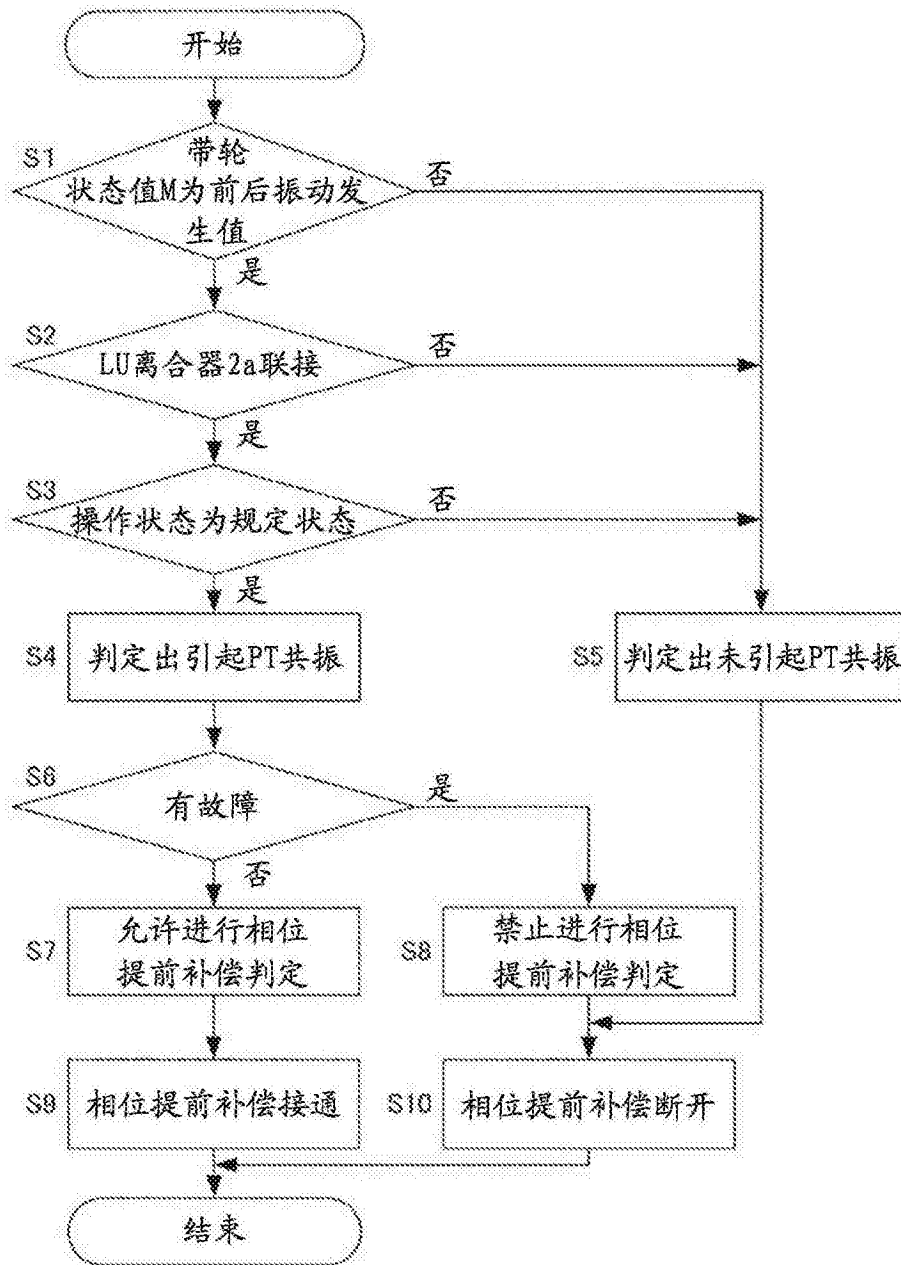 开始
S1
带轮
状态值M为前后振动发
生值
否
是
S2
LU离合器2a联接
否
是
S3
操作状态为规定状态
否
是
S4
判定出引起PT共振
S5
判定出未引起PT共振
S6
有故障
是
否
S7
允许进行相位
提前补偿判定
S8
禁止进行相位
提前补偿判定
S9
相位提前补偿接通
S10
相位提前补偿断开
结束